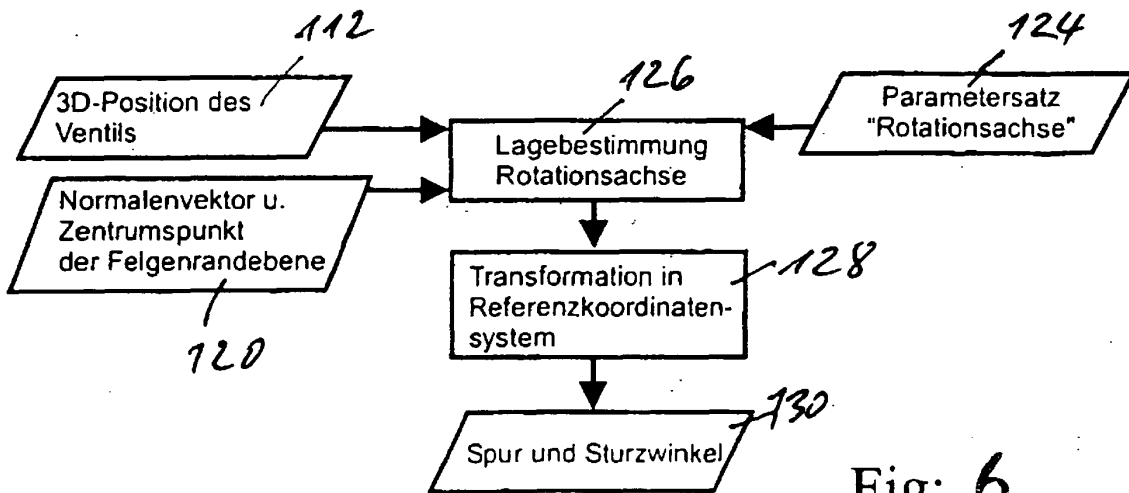 112
124
126
3D-Position des
Ventils
Parametersatz
"Rotationsachse"
Lagebestimmung
Rotationsachse
Normalenvektor u.
Zentrumspunkt
der Felgenrandebene
120
Transformation in
Referenzkoordinaten-
system
128
130
Spur und Sturzwinkel
Fig: 6